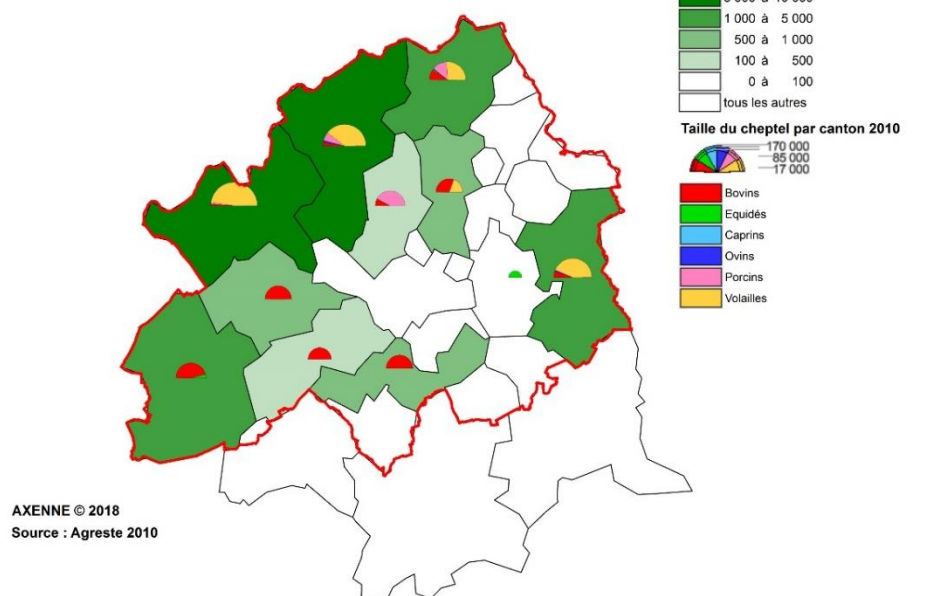 1 000 à 5 000
500 à 1 000
100 à 500
0 à 100
tous les autres
Taille du cheptel par canton 2010
170 000
85 000
17 000
Bovins
Equidés
Caprins
Ovins
Porcins
Volailles
AXENNE © 2018
Source : Agreste 2010